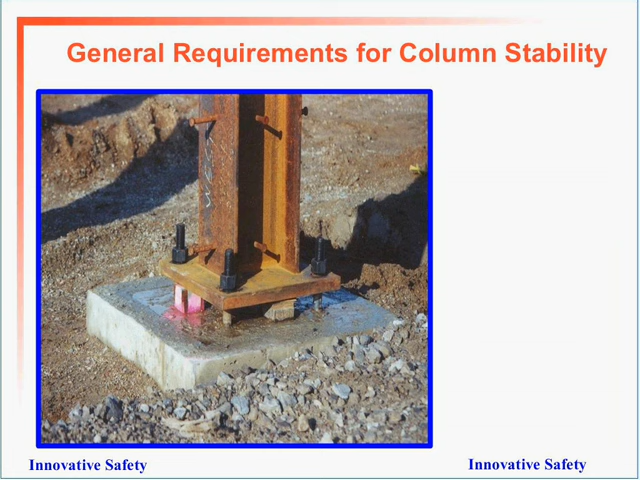 General Requirements for Column Stability
Innovative Safety
Innovative Safety